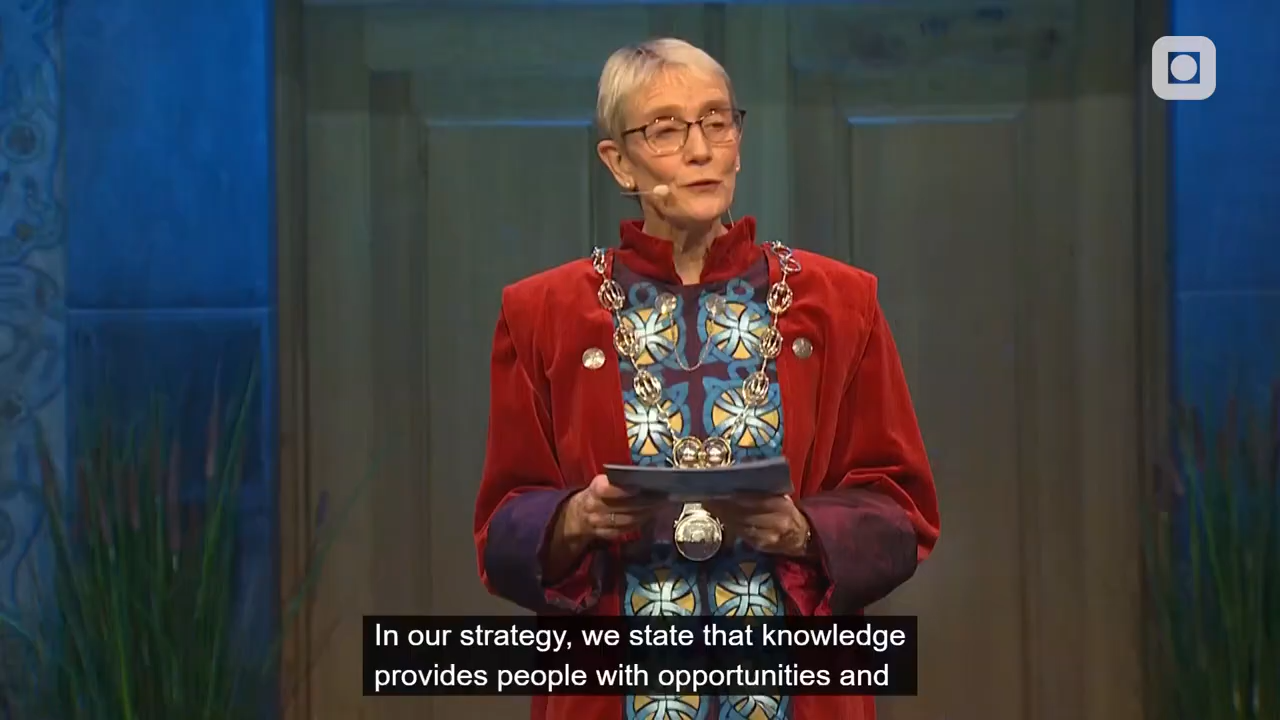 In our strategy, we state that knowledge
provides people with opportunities and